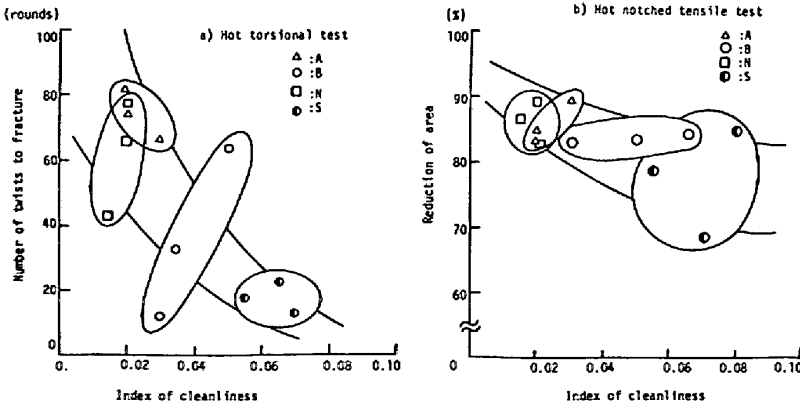 (rounds)
a) Hot torsional test
△ :A
○ :B
□ :N
◐ :S
Number of twists to fracture
100
80
60
40
20
0
0.
0.02
0.04
0.06
0.08
0.10
Index of cleanliness
(%)
b) Hot notched tensile test
△ :A
○ :B
□ :N
◐ :S
Reduction of area
100
90
80
70
60
0
0.02
0.04
0.06
0.08
0.100
Index of cleanliness